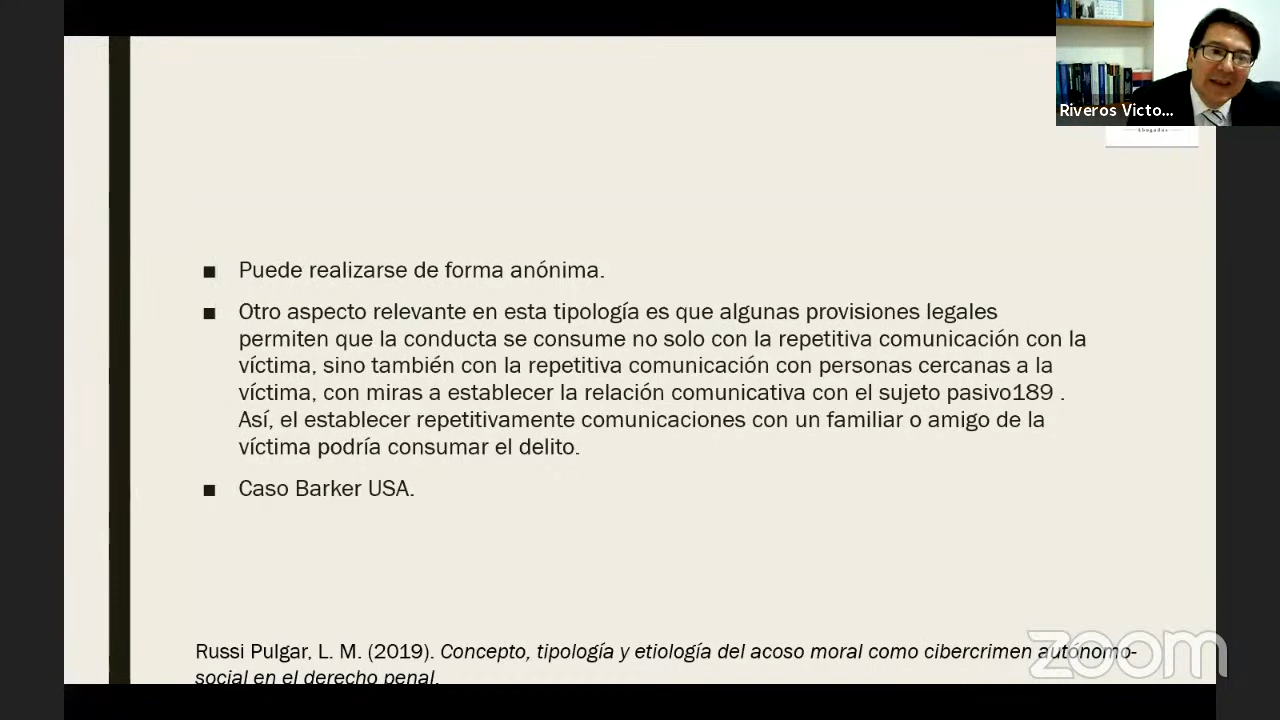 Riveros Victo...
Abogados
■ Puede realizarse de forma anónima.
■ Otro aspecto relevante en esta tipología es que algunas provisiones legales
permiten que la conducta se consume no solo con la repetitiva comunicación con la
víctima, sino también con la repetitiva comunicación con personas cercanas a la
víctima, con miras a establecer la relación comunicativa con el sujeto pasivo189 .
Así, el establecer repetitivamente comunicaciones con un familiar o amigo de la
víctima podría consumar el delito.
■ Caso Barker USA.
Russi Pulgar, L. M. (2019). Concepto, tipología y etiología del acoso moral como cibercrimen autónomo-
social en el derecho penal.
zoom